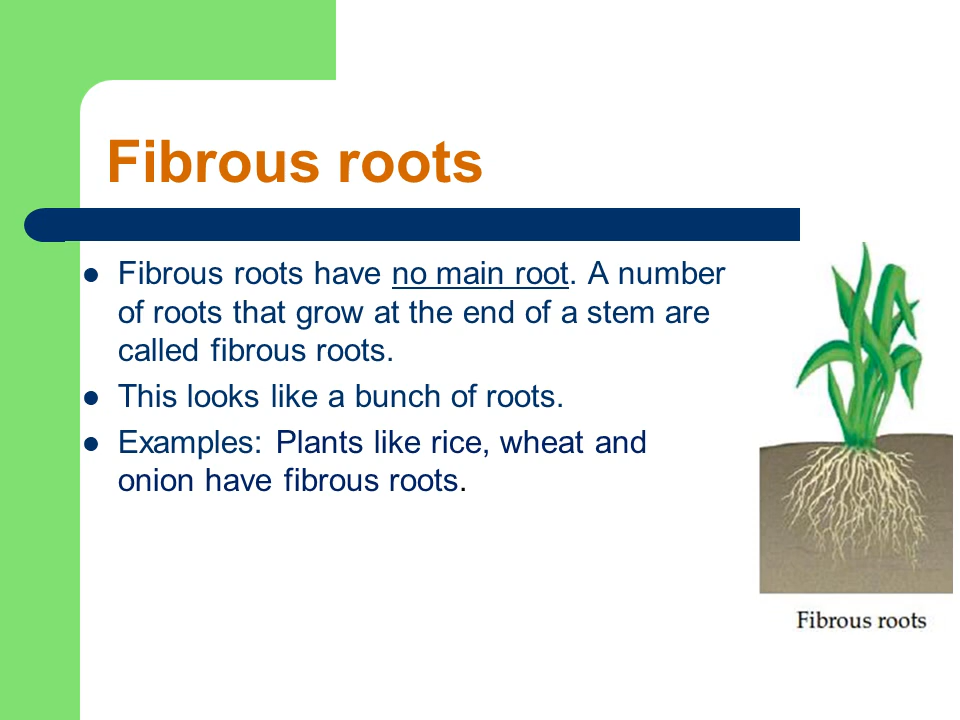 Fibrous roots
● Fibrous roots have no main root. A number
of roots that grow at the end of a stem are
called fibrous roots.
● This looks like a bunch of roots.
● Examples: Plants like rice, wheat and
onion have fibrous roots.
Fibrous roots